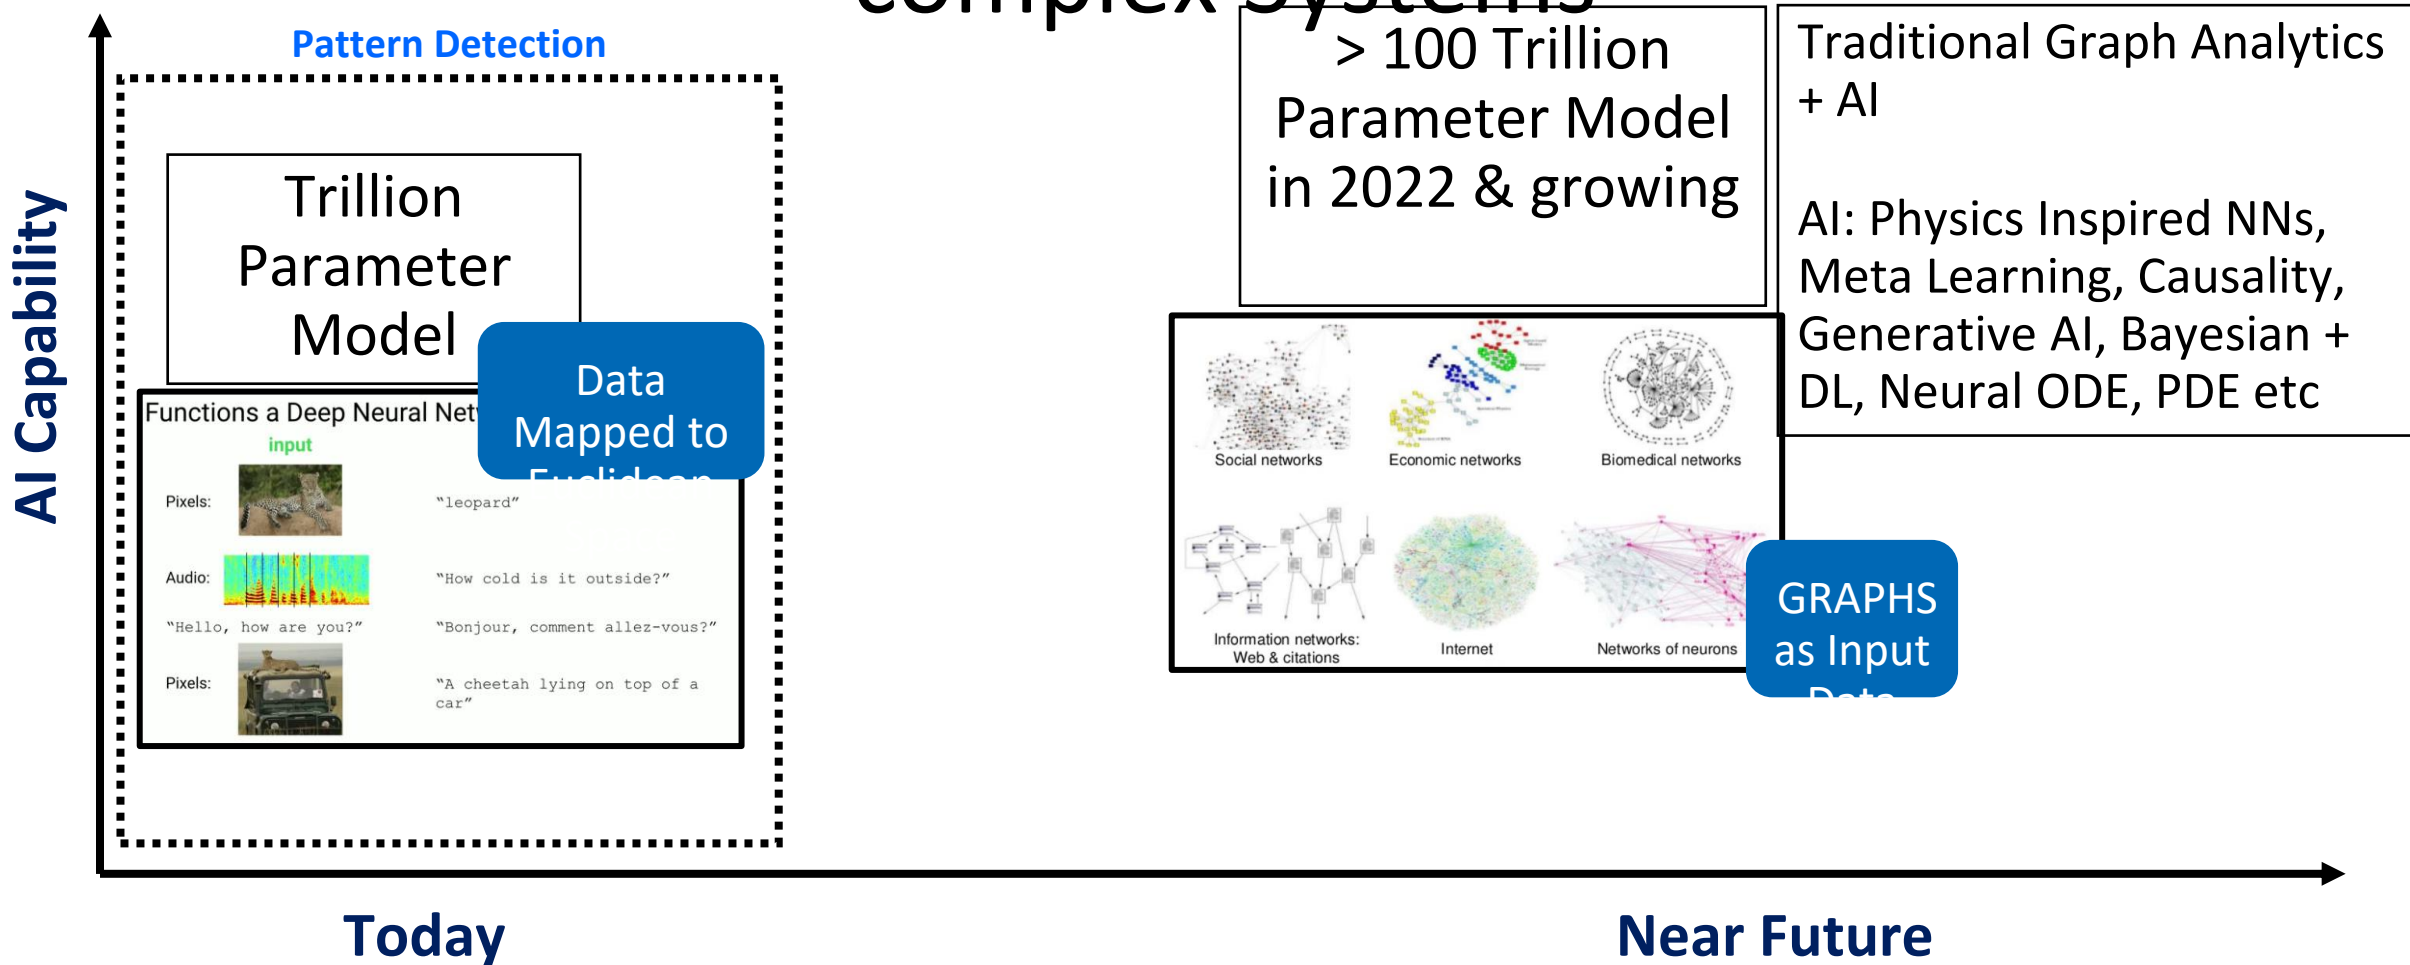 complex Systems
Pattern Detection
> 100 Trillion
Parameter Model
in 2022 & growing
Traditional Graph Analytics
+ AI
AI: Physics Inspired NNs,
Meta Learning, Causality,
Generative AI, Bayesian +
DL, Neural ODE, PDE etc
Trillion
Parameter
Model
Data
Mapped to
Euclidean
Functions a Deep Neural Net
input
Pixels:
"leopard"
Audio:
"How cold is it outside?"
"Hello, how are you?"
"Bonjour, comment allez-vous?"
Pixels:
"A cheetah lying on top of a
car"
Social networks
Economic networks
Biomedical networks
Information networks:
Web & citations
Internet
Networks of neurons
GRAPHS
as Input
Data
AI Capability
Today
Near Future